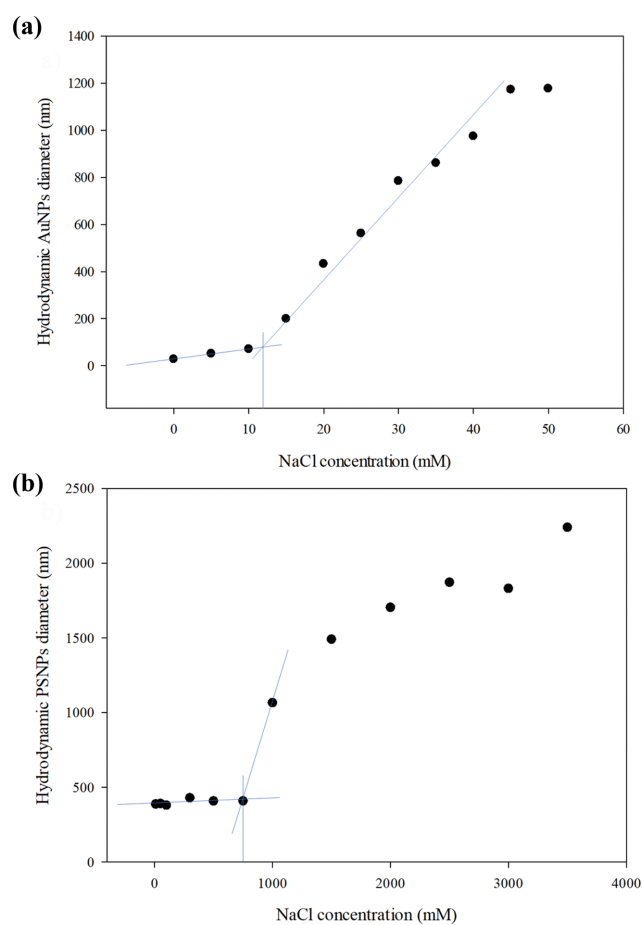 (a)
1400
1200
1000
800
600
400
200
0
Hydrodynamic AuNPs diameter (nm)
0 10 20 30 40 50 60
NaCl concentration (mM)
(b)
2500
2000
1500
1000
500
0
Hydrodynamic PSNPs diameter (nm)
0 1000 2000 3000 4000
NaCl concentration (mM)